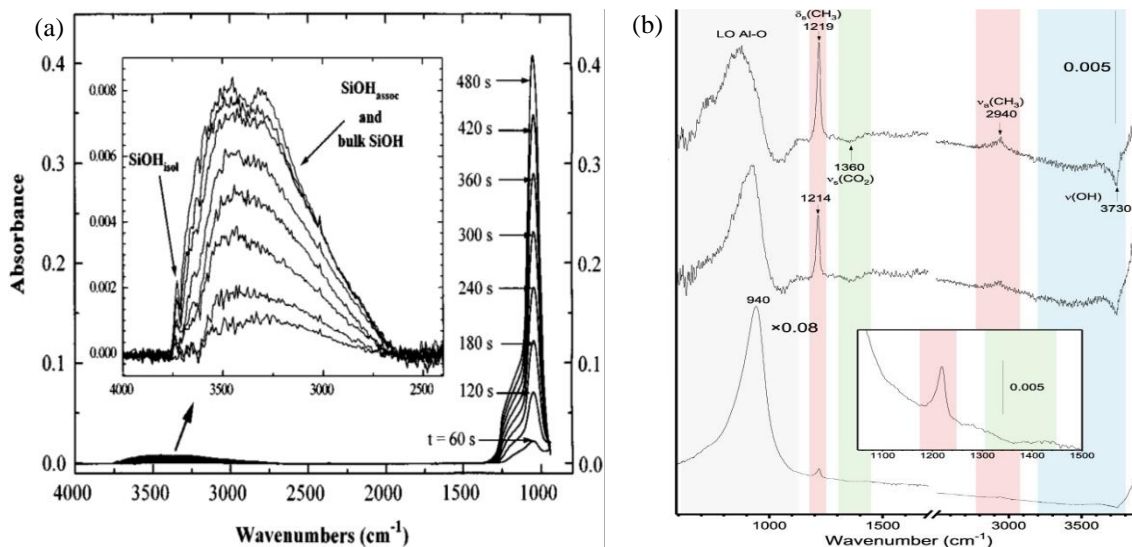 (a)
0.4
0.3
0.2
0.1
0.0
Absorbance
0.4
0.3
0.2
0.1
0.0
480 s
420 s
360 s
300 s
240 s
180 s
120 s
t = 60 s
0.008
0.006
0.004
0.002
0.000
SiOH_assoc
and
bulk SiOH
SiOH_isol
4000 3500 3000 2500
4000 3500 3000 2500 2000 1500 1000
Wavenumbers (cm⁻¹)
(b)
LO Al-O
δₛ(CH₃)
1219
0.005
νₛ(CH₃)
2940
1360
νₛ(CO₂)
ν(OH)
3730
1214
940
×0.08
0.005
1100 1200 1300 1400 1500
1000 1500 3000 3500
Wavenumber (cm⁻¹)